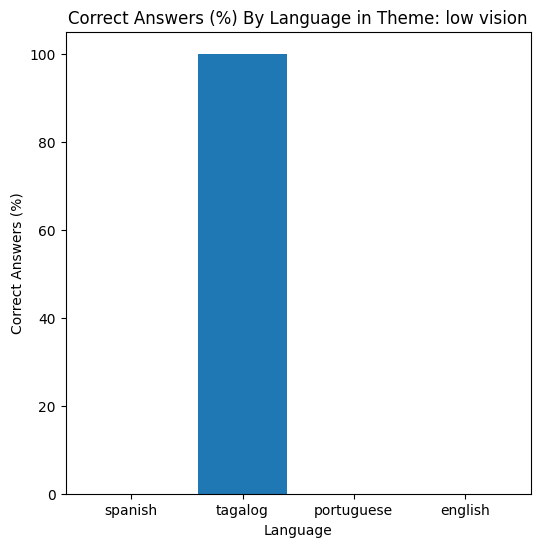 Correct Answers (%) By Language in Theme: low vision
100
80
60
40
20
0
Correct Answers (%)
spanish tagalog portuguese english
Language